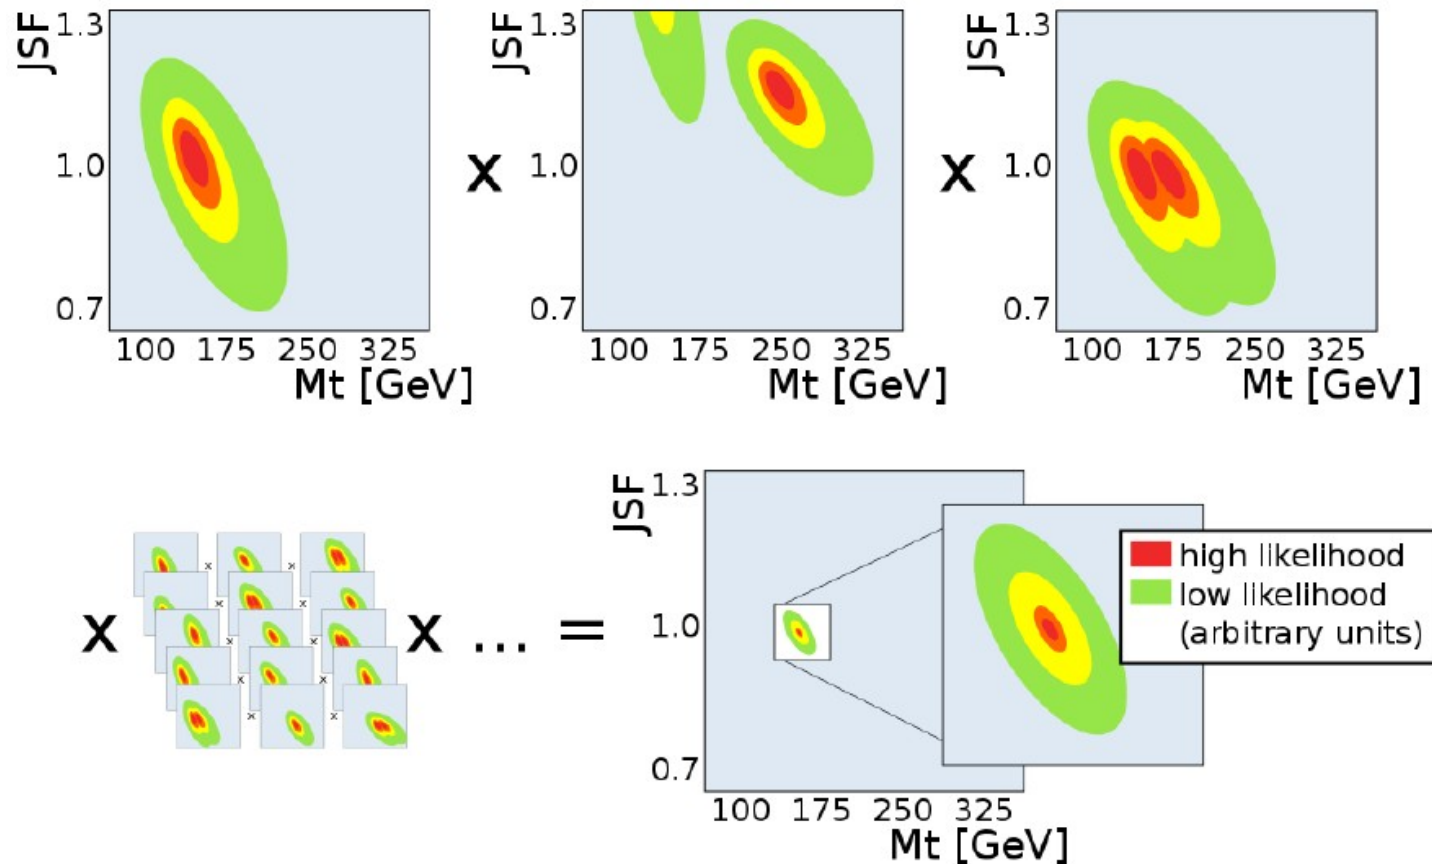 JSF
1.3
1.0
0.7
100 175 250 325
Mt [GeV]
x
JSF
1.3
1.0
0.7
100 175 250 325
Mt [GeV]
x
JSF
1.3
1.0
0.7
100 175 250 325
Mt [GeV]
x
x x
x x
x x
x x
x x
x ... =
JSF
1.3
1.0
0.7
100 175 250 325
Mt [GeV]
high likelihood
low likelihood
(arbitrary units)